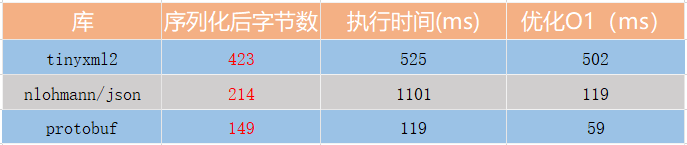 库 序列化后字节数 执行时间(ms) 优化O1（ms）
tinyxml2 423 525 502
nlohmann/json 214 1101 119
protobuf 149 119 59